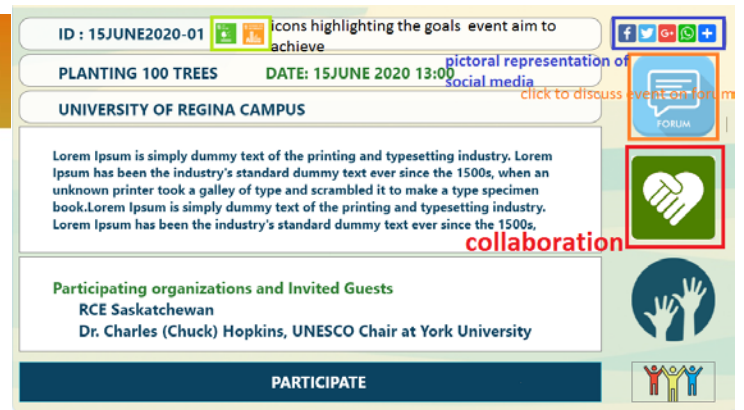 ID : 15JUNE2020-01
icons highlighting the goals event aim to
achieve
PLANTING 100 TREES
DATE: 15JUNE 2020 13:00
pictoral representation of
social media
click to discuss event on forum
FORUM
UNIVERSITY OF REGINA CAMPUS
Lorem Ipsum is simply dummy text of the printing and typesetting industry. Lorem
Ipsum has been the industry's standard dummy text ever since the 1500s, when an
unknown printer took a galley of type and scrambled it to make a type specimen
book.Lorem Ipsum is simply dummy text of the printing and typesetting industry.
Lorem Ipsum has been the industry's standard dummy text ever since the 1500s,
collaboration
Participating organizations and Invited Guests
RCE Saskatchewan
Dr. Charles (Chuck) Hopkins, UNESCO Chair at York University
PARTICIPATE